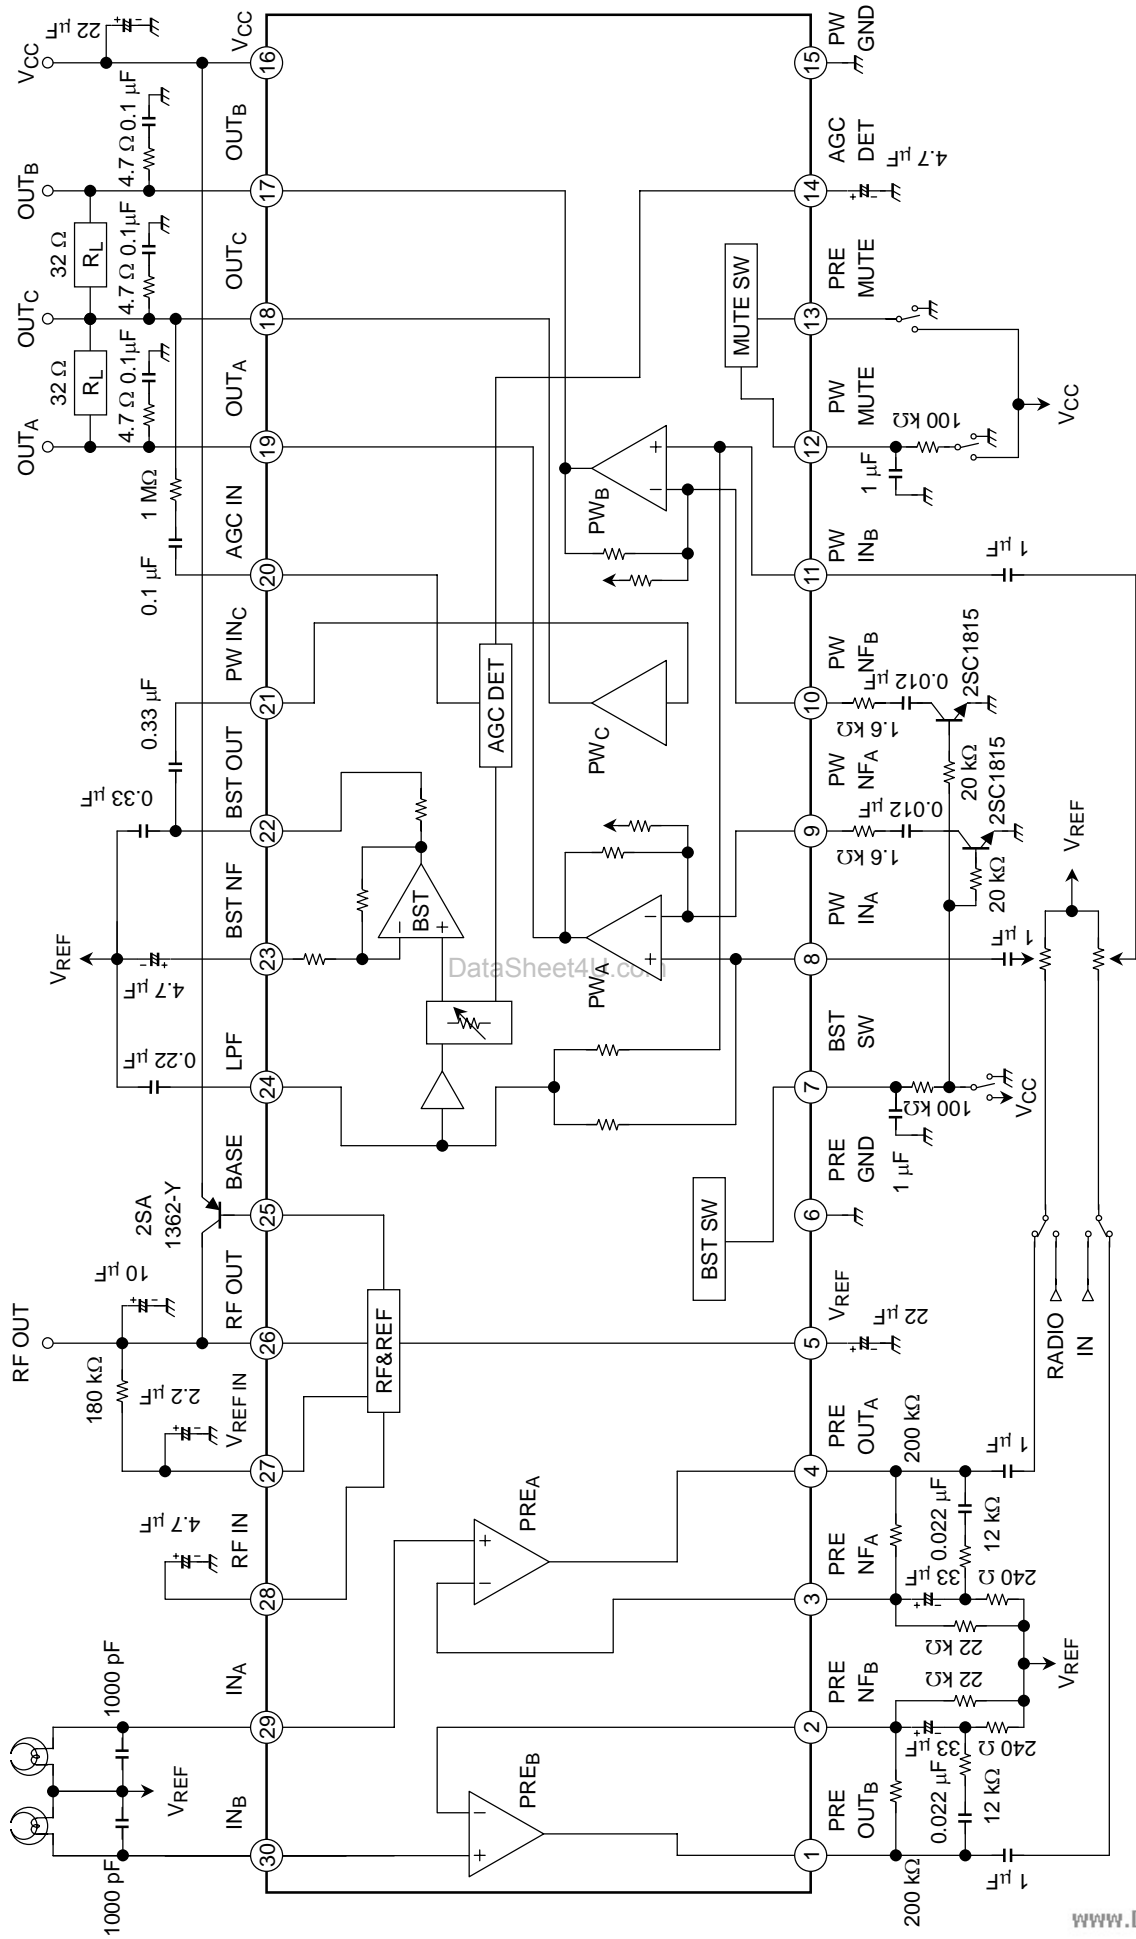 RF OUT
OUTA
OUTC
OUTB
VCC
22 µF
VREF
32 Ω
RL
32 Ω
RL
4.7 Ω 0.1µF
4.7 Ω 0.1µF
4.7 Ω 0.1 µF
1000 pF
1000 pF
VREF
4.7 µF
180 kΩ
2.2 µF
10 µF
2SA
1362-Y
0.22 µF
4.7 µF
0.33 µF
0.33 µF
0.1 µF
1 MΩ
INB
INA
RF IN
VREF IN
RF OUT
BASE
LPF
BST NF
BST OUT
PW INC
AGC IN
OUTA
OUTC
OUTB
VCC
30
29
28
27
26
25
24
23
22
21
20
19
18
17
16
PREB
PREA
RF&REF
BST
AGC DET
PWA
PWC
PWB
BST SW
MUTE SW
DataSheet4U.com
1
2
3
4
5
6
7
8
9
10
11
12
13
14
15
PRE
OUTB
PRE
NFB
PRE
NFA
PRE
OUTA
VREF
PRE
GND
BST
SW
PW
INA
PW
NFA
PW
NFB
PW
INB
PW
MUTE
PRE
MUTE
AGC
DET
PW
GND
200 kΩ
0.022 µF
12 kΩ
33 µF
240 Ω
22 kΩ
22 kΩ
VREF
33 µF
240 Ω
0.022 µF
12 kΩ
200 kΩ
1 µF
1 µF
22 µF
RADIO
IN
1 µF
100 kΩ
VCC
1 µF
1.6 kΩ
0.012
µF
20 kΩ
2SC1815
1.6 kΩ
0.012
µF
20 kΩ
2SC1815
VREF
1 µF
1 µF
100 kΩ
VCC
4.7 µF
www.D